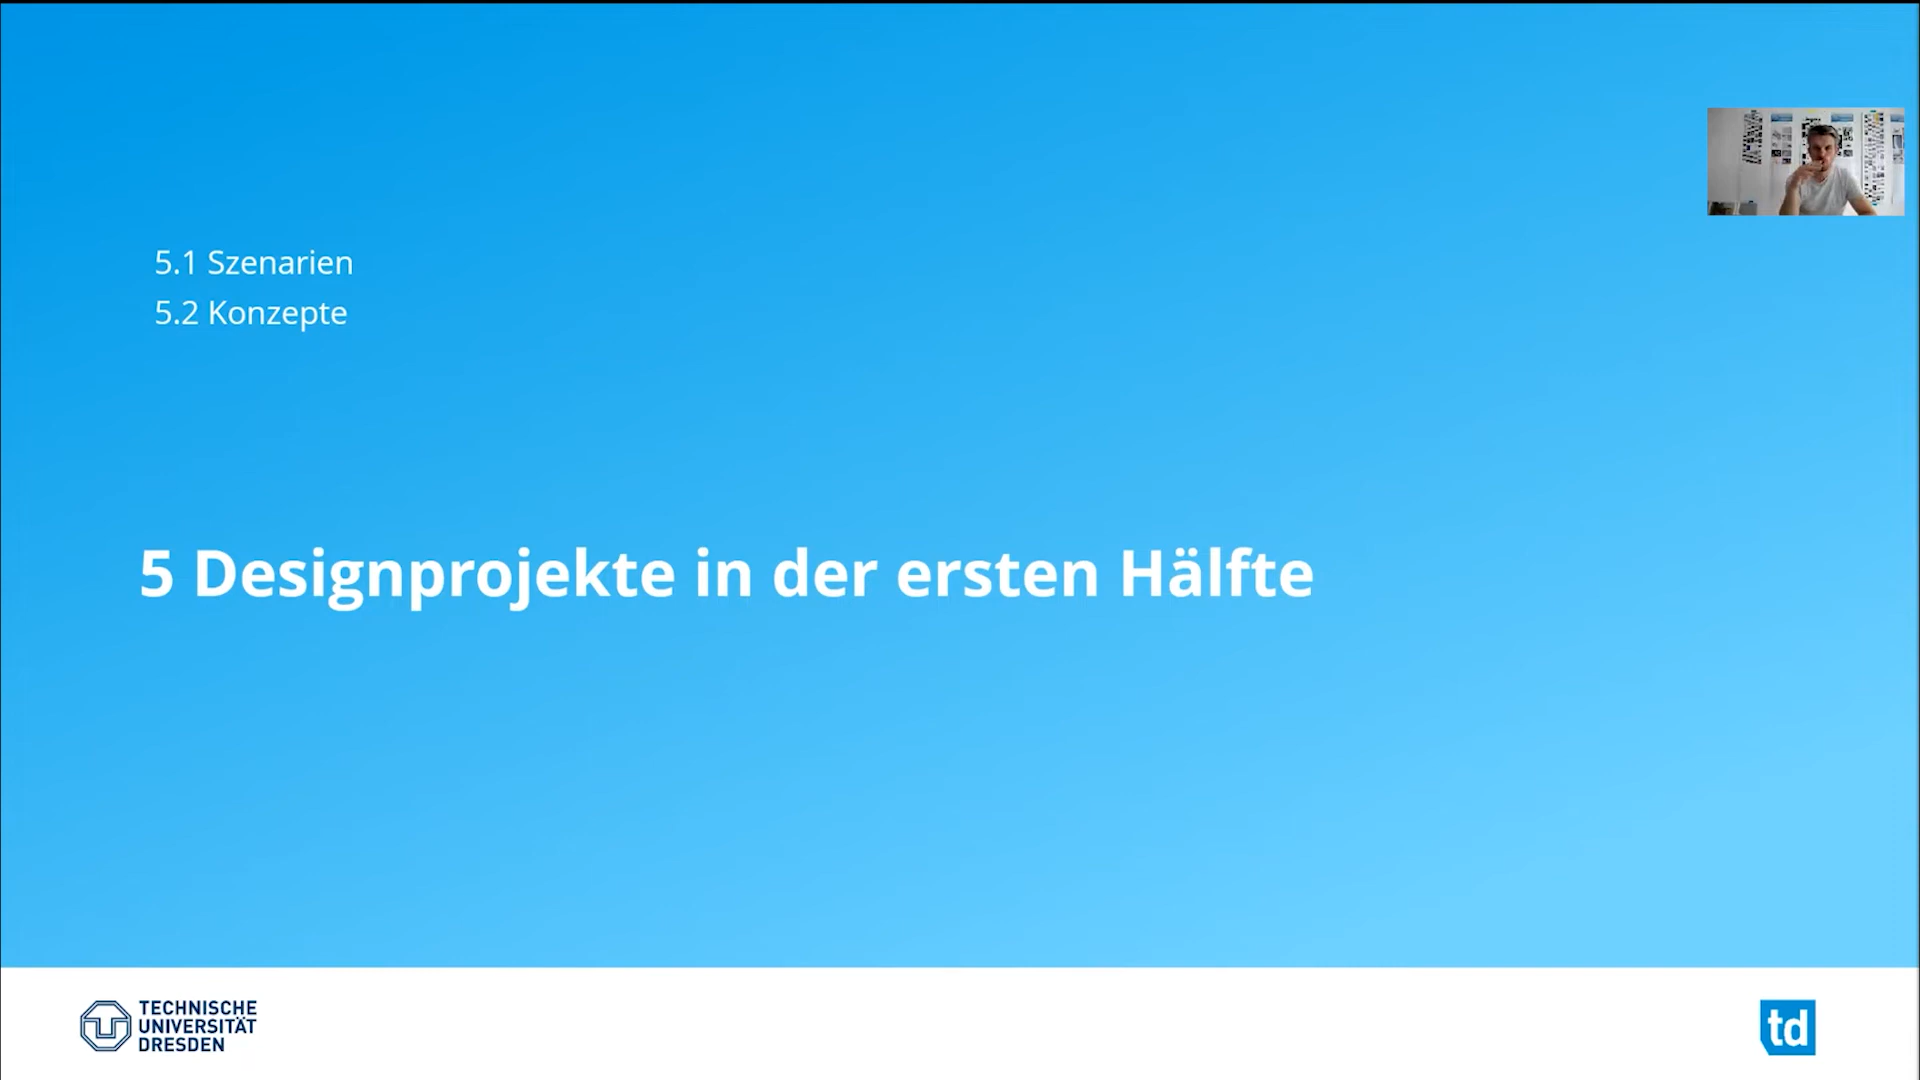 5.1 Szenarien
5.2 Konzepte
5 Designprojekte in der ersten Hälfte
TECHNISCHE
UNIVERSITÄT
DRESDEN
td